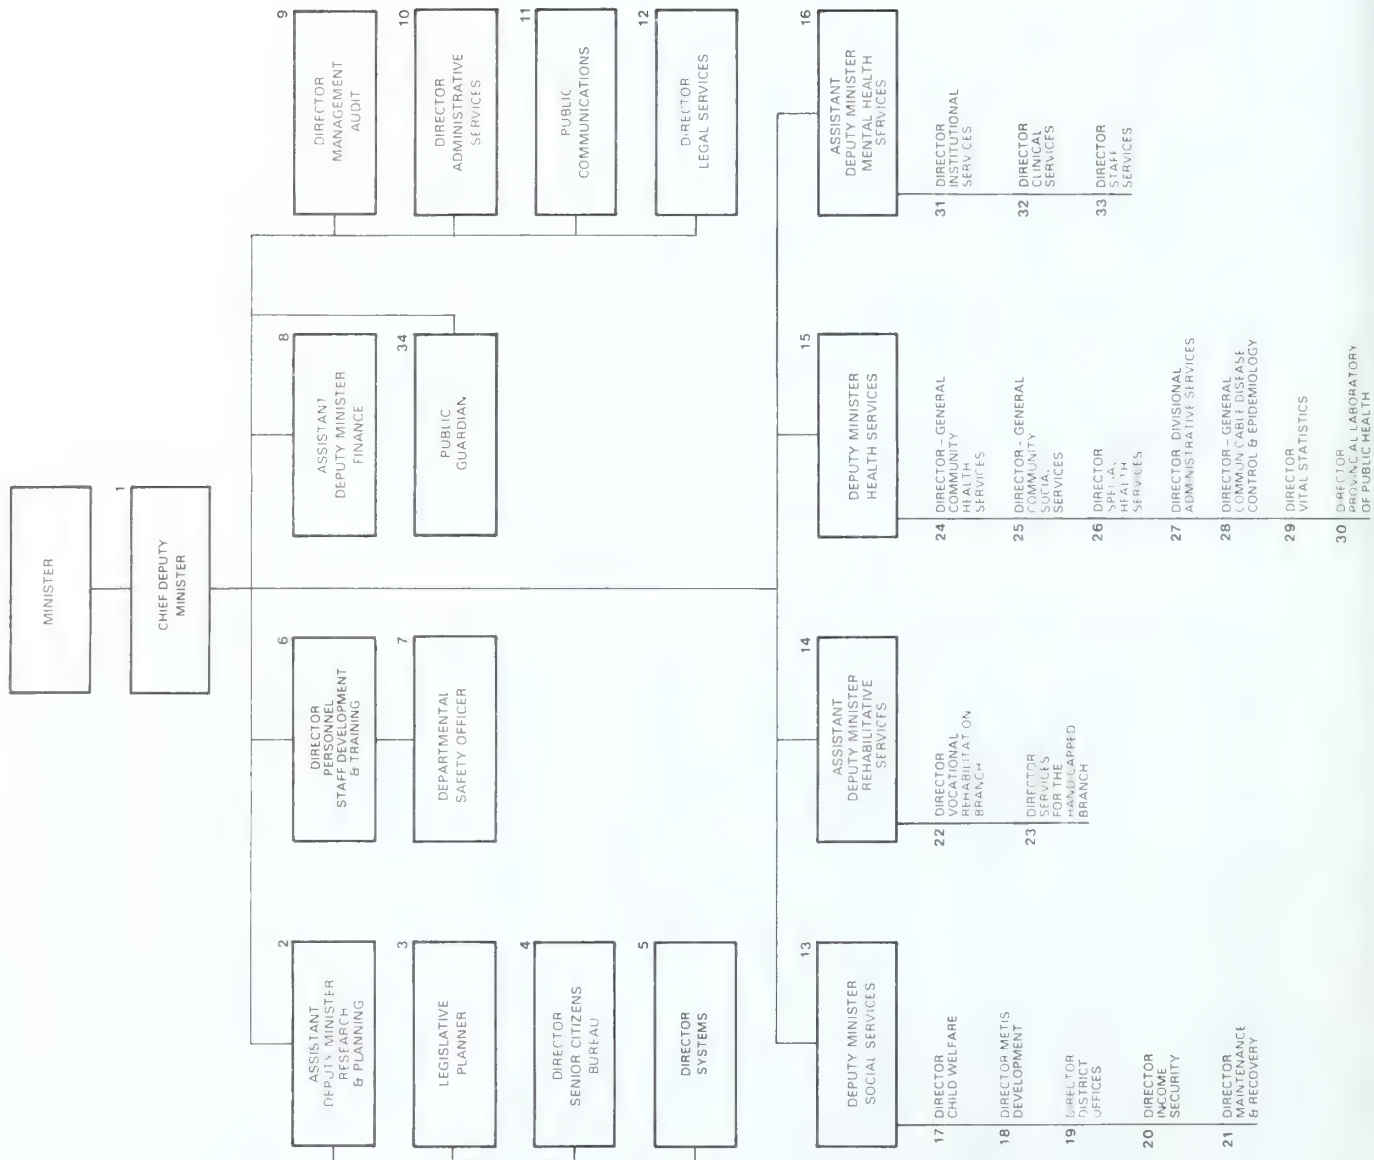 MINISTER
1
CHIEF DEPUTY
MINISTER
2
ASSISTANT
DEPUTY MINISTER
RESEARCH
& PLANNING
3
LEGISLATIVE
PLANNER
4
DIRECTOR
SENIOR CITIZENS
BUREAU
5
DIRECTOR
SYSTEMS
6
DIRECTOR
PERSONNEL
STAFF DEVELOPMENT
& TRAINING
7
DEPARTMENTAL
SAFETY OFFICER
8
ASSISTANT
DEPUTY MINISTER
FINANCE
34
PUBLIC
GUARDIAN
9
DIRECTOR
MANAGEMENT
AUDIT
10
DIRECTOR
ADMINISTRATIVE
SERVICES
11
PUBLIC
COMMUNICATIONS
12
DIRECTOR
LEGAL SERVICES
13
DEPUTY MINISTER
SOCIAL SERVICES
17 DIRECTOR
CHILD WELFARE
18 DIRECTOR METIS
DEVELOPMENT
19 DIRECTOR
DISTRICT
OFFICES
20 DIRECTOR
INCOME
SECURITY
21 DIRECTOR
MAINTENANCE
& RECOVERY
14
ASSISTANT
DEPUTY MINISTER
REHABILITATIVE
SERVICES
22 DIRECTOR
VOCATIONAL
REHABILITATION
BRANCH
23 DIRECTOR
SERVICES
FOR THE
HANDICAPPED
BRANCH
15
DEPUTY MINISTER
HEALTH SERVICES
24 DIRECTOR-GENERAL
COMMUNITY
HEALTH
SERVICES
25 DIRECTOR-GENERAL
COMMUNITY
SOCIAL
SERVICES
26 DIRECTOR
SPECIAL
HEALTH
SERVICES
27 DIRECTOR DIVISIONAL
ADMINISTRATIVE SERVICES
28 DIRECTOR-GENERAL
COMMUNICABLE DISEASE
CONTROL & EPIDEMIOLOGY
29 DIRECTOR
VITAL STATISTICS
30 DIRECTOR
PROVINCIAL LABORATORY
OF PUBLIC HEALTH
16
ASSISTANT
DEPUTY MINISTER
MENTAL HEALTH
SERVICES
31 DIRECTOR
INSTITUTIONAL
SERVICES
32 DIRECTOR
CLINICAL
SERVICES
33 DIRECTOR
STAFF
SERVICES